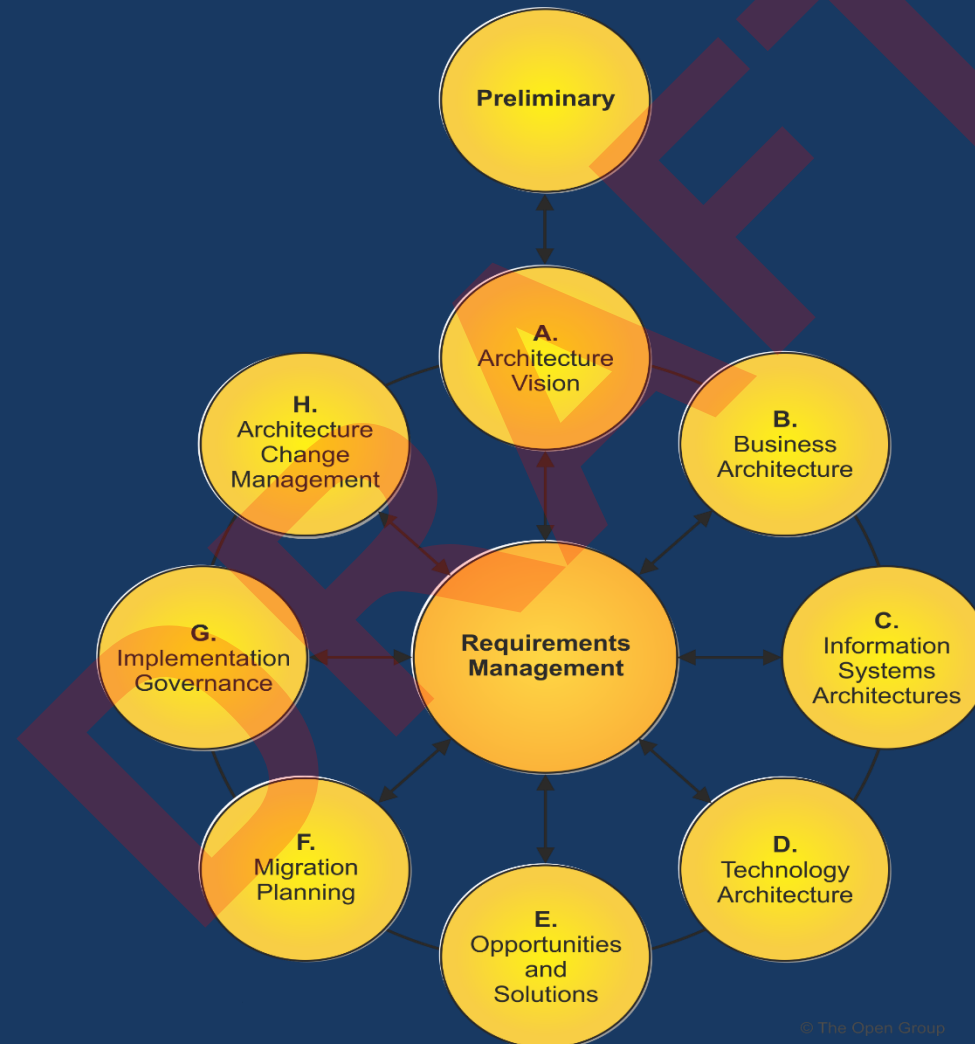 Preliminary
A.
Architecture
Vision
B.
Business
Architecture
C.
Information
Systems
Architectures
D.
Technology
Architecture
E.
Opportunities
and
Solutions
F.
Migration
Planning
G.
Implementation
Governance
H.
Architecture
Change
Management
Requirements
Management
DRAFT
© The Open Group